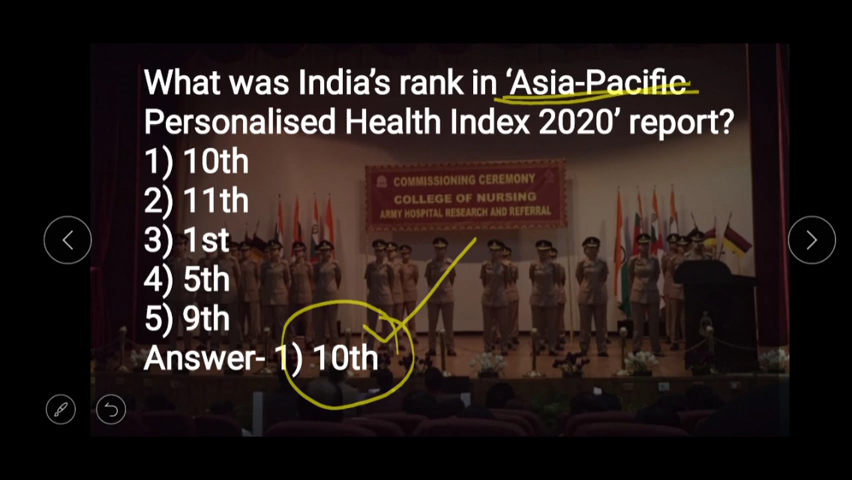 What was India's rank in 'Asia-Pacific
Personalised Health Index 2020' report?
1) 10th
2) 11th
3) 1st
4) 5th
5) 9th
Answer- 1) 10th
COMMISSIONING CEREMONY
COLLEGE OF NURSING
ARMY HOSPITAL RESEARCH AND REFERRAL